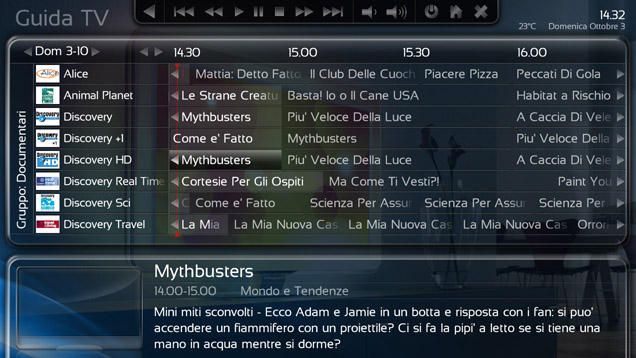 Guida TV
14.32
23°C Domenica Ottobre 3
Dom 3-10 14.30 15.00 15.30 16.00
Gruppo: Documentari
Alice Mattia: Detto Fatto Il Club Delle Cuoch Piacere Pizza Peccati Di Gola
Animal Planet Le Strane Creatu Basta! Io o Il Cane USA Habitat a Rischio
Discovery Mythbusters Piu' Veloce Della Luce A Caccia Di Vele
Discovery +1 Come e' Fatto Mythbusters Piu' Veloce Della
Discovery HD Mythbusters Piu' Veloce Della Luce A Caccia Di Vele
Discovery Real Time Cortesie Per Gli Ospiti Ma Come Ti Vesti?! Paint You
Discovery Sci C Come e' Fatto Scienza Per Assur Scienza Per Assur Scienza Per
Discovery Travel La Mia La Mia Nuova Cas La Mia Nuova Cas La Mia Nuova Cas Orror
Mythbusters
14.00-15.00 Mondo e Tendenze
Mini miti sconvolti - Ecco Adam e Jamie in un botta e risposta con i fan: si puo'
accendere un fiammifero con un proiettile? Ci si fa la pipi' a letto se si tiene una
mano in acqua mentre si dorme?